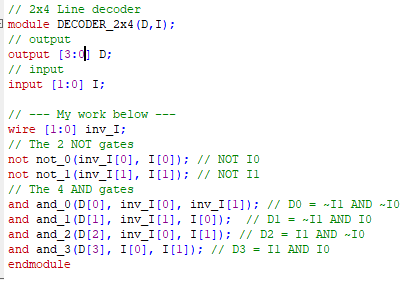 // 2x4 Line decoder
module DECODER_2x4(D,I);
// output
output [3:0] D;
// input
input [1:0] I;
// --- My work below ---
wire [1:0] inv_I;
// The 2 NOT gates
not not_0(inv_I[0], I[0]); // NOT I0
not not_1(inv_I[1], I[1]); // NOT I1
// The 4 AND gates
and and_0(D[0], inv_I[0], inv_I[1]); // D0 = ~I1 AND ~I0
and and_1(D[1], inv_I[1], I[0]);  // D1 = ~I1 AND I0
and and_2(D[2], inv_I[0], I[1]); // D2 = I1 AND ~I0
and and_3(D[3], I[0], I[1]); // D3 = I1 AND I0
endmodule